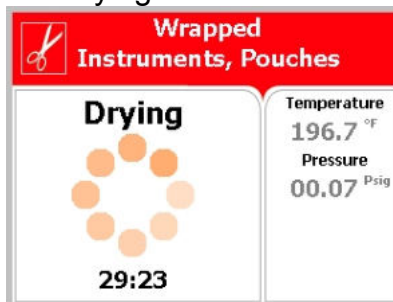 Wrapped
Instruments, Pouches
Drying
29:23
Temperature
196.7 °F
Pressure
00.07 Psig